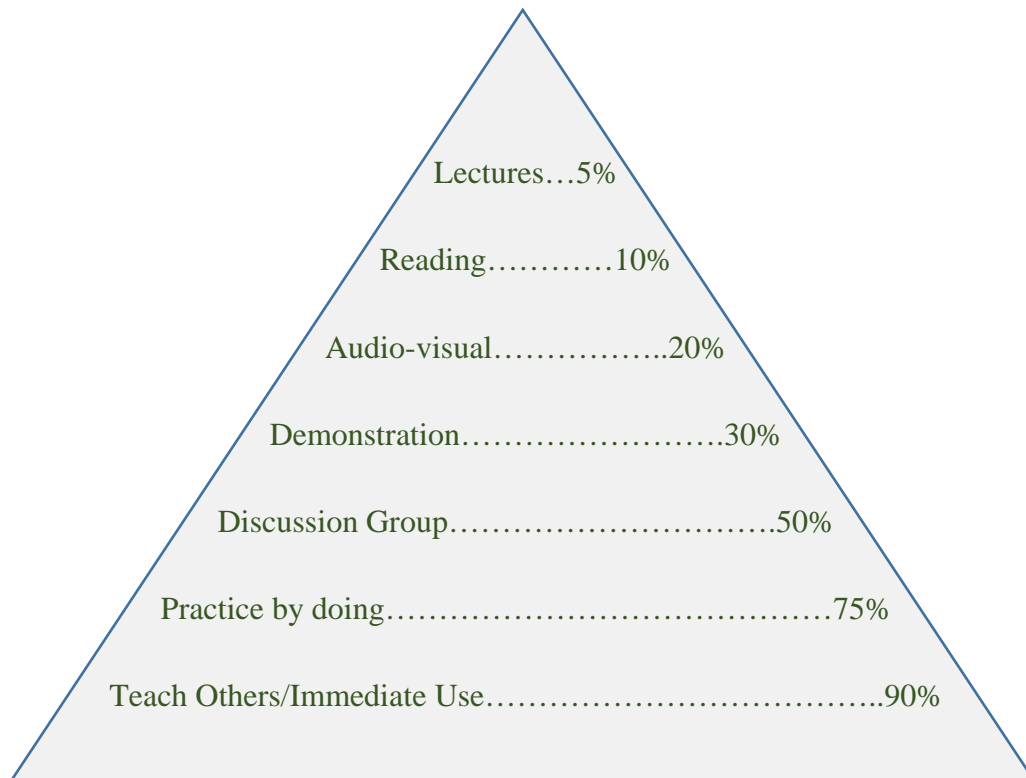 Lectures…5%
Reading…………10%
Audio-visual……………..20%
Demonstration…………………….30%
Discussion Group………………………….50%
Practice by doing……………………………………75%
Teach Others/Immediate Use………………………………..90%